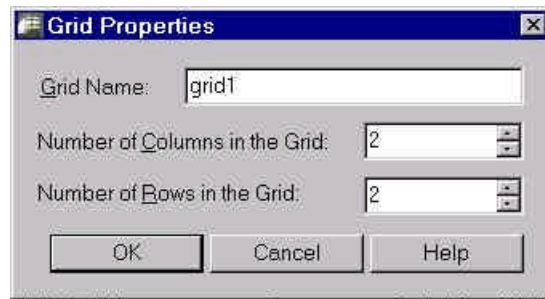 Grid Properties
Grid Name: grid1
Number of Columns in the Grid: 2
Number of Rows in the Grid: 2
OK Cancel Help